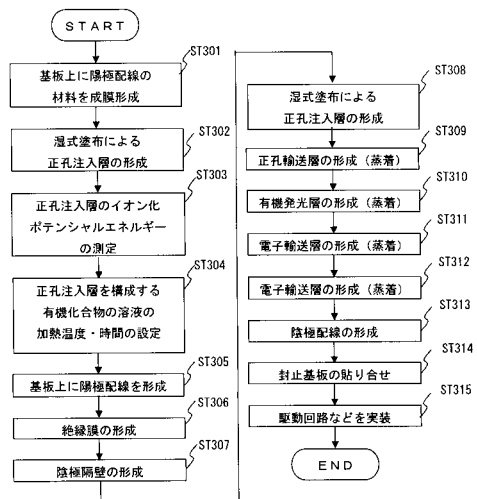 START
ST301
基板上に陽極配線の
材料を成膜形成
ST302
湿式塗布による
正孔注入層の形成
ST303
正孔注入層のイオン化
ポテンシャルエネルギー
の測定
ST304
正孔注入層を構成する
有機化合物の溶液の
加熱温度・時間の設定
ST305
基板上に陽極配線を形成
ST306
絶縁膜の形成
ST307
陰極隔壁の形成
ST308
湿式塗布による
正孔注入層の形成
ST309
正孔輸送層の形成(蒸着)
ST310
有機発光層の形成(蒸着)
ST311
電子輸送層の形成(蒸着)
ST312
電子輸送層の形成(蒸着)
ST313
陰極配線の形成
ST314
封止基板の貼り合せ
ST315
駆動回路などを実装
END